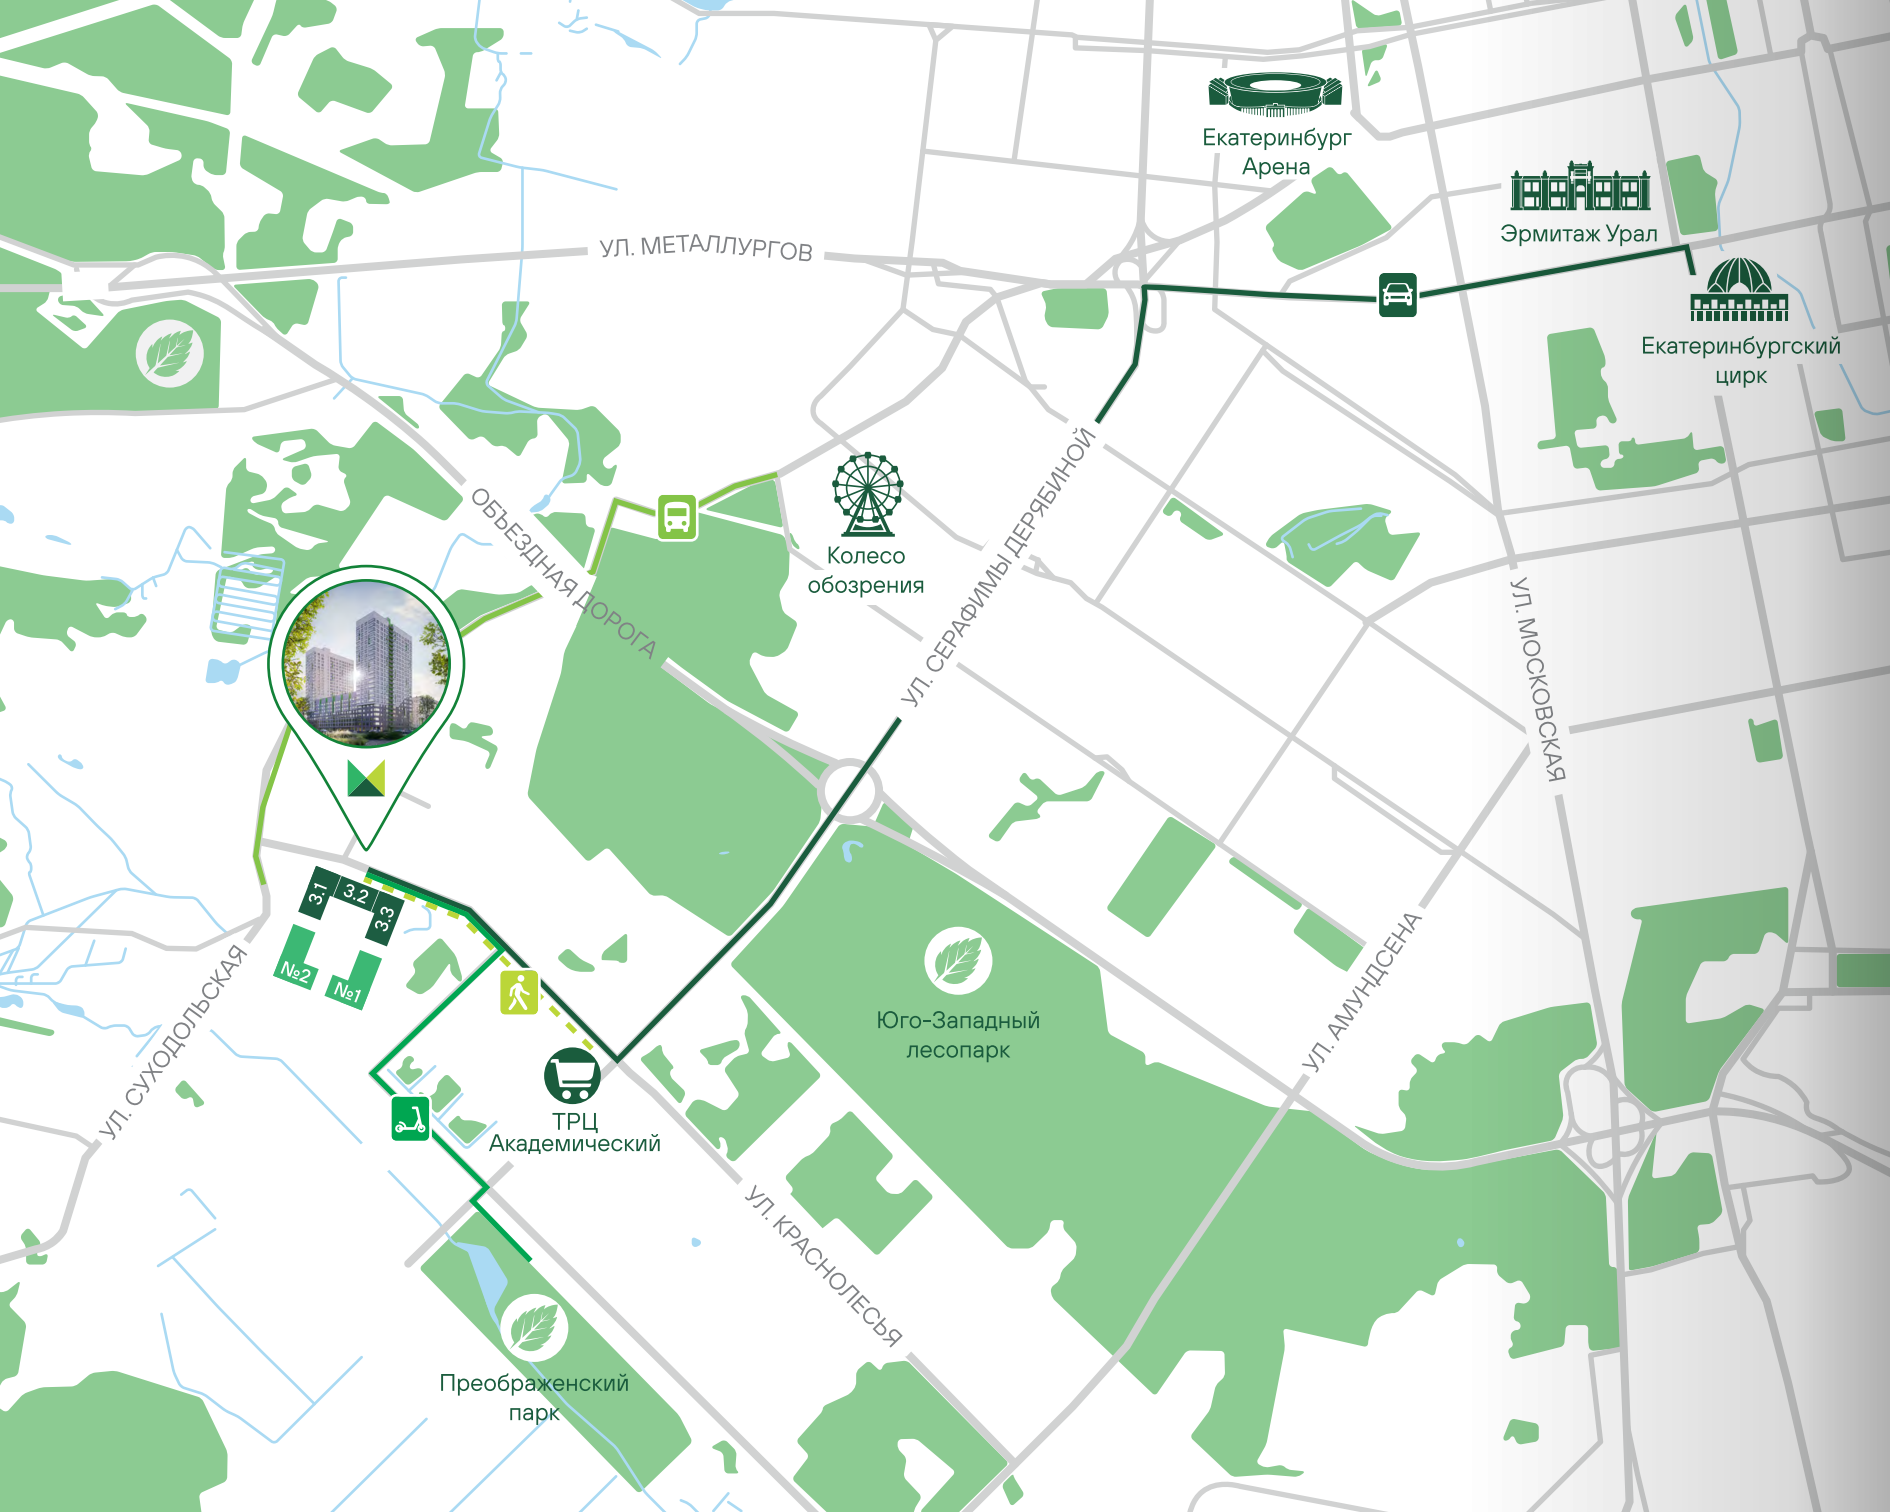 Екатеринбург
Арена
Эрмитаж Урал
УЛ. МЕТАЛЛУРГОВ
Екатеринбургский
цирк
ОБЪЕЗДНАЯ ДОРОГА
Колесо
обозрения
УЛ. СЕРАФИМЫ ДЕРЯБИНОЙ
УЛ. МОСКОВСКАЯ
3.1
3.2
3.3
№2
№1
УЛ. СУХОДОЛЬСКАЯ
УЛ. АМУНДСЕНА
Юго-Западный
лесопарк
ТРЦ
Академический
УЛ. КРАСНОЛЕСЬЯ
Преображенский
парк